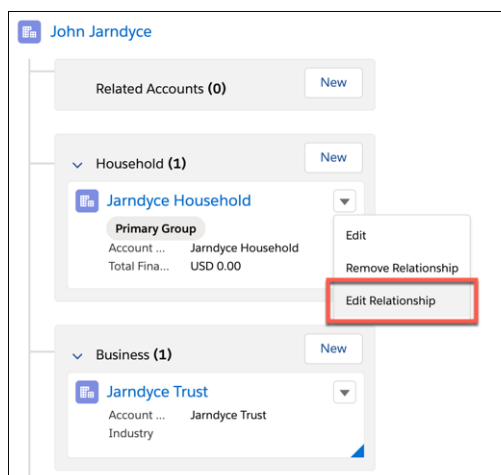 John Jarndyce
Related Accounts (0)
New
Household (1)
New
Jarndyce Household
Primary Group
Account ... Jarndyce Household
Total Fina... USD 0.00
Edit
Remove Relationship
Edit Relationship
Business (1)
New
Jarndyce Trust
Account ... Jarndyce Trust
Industry